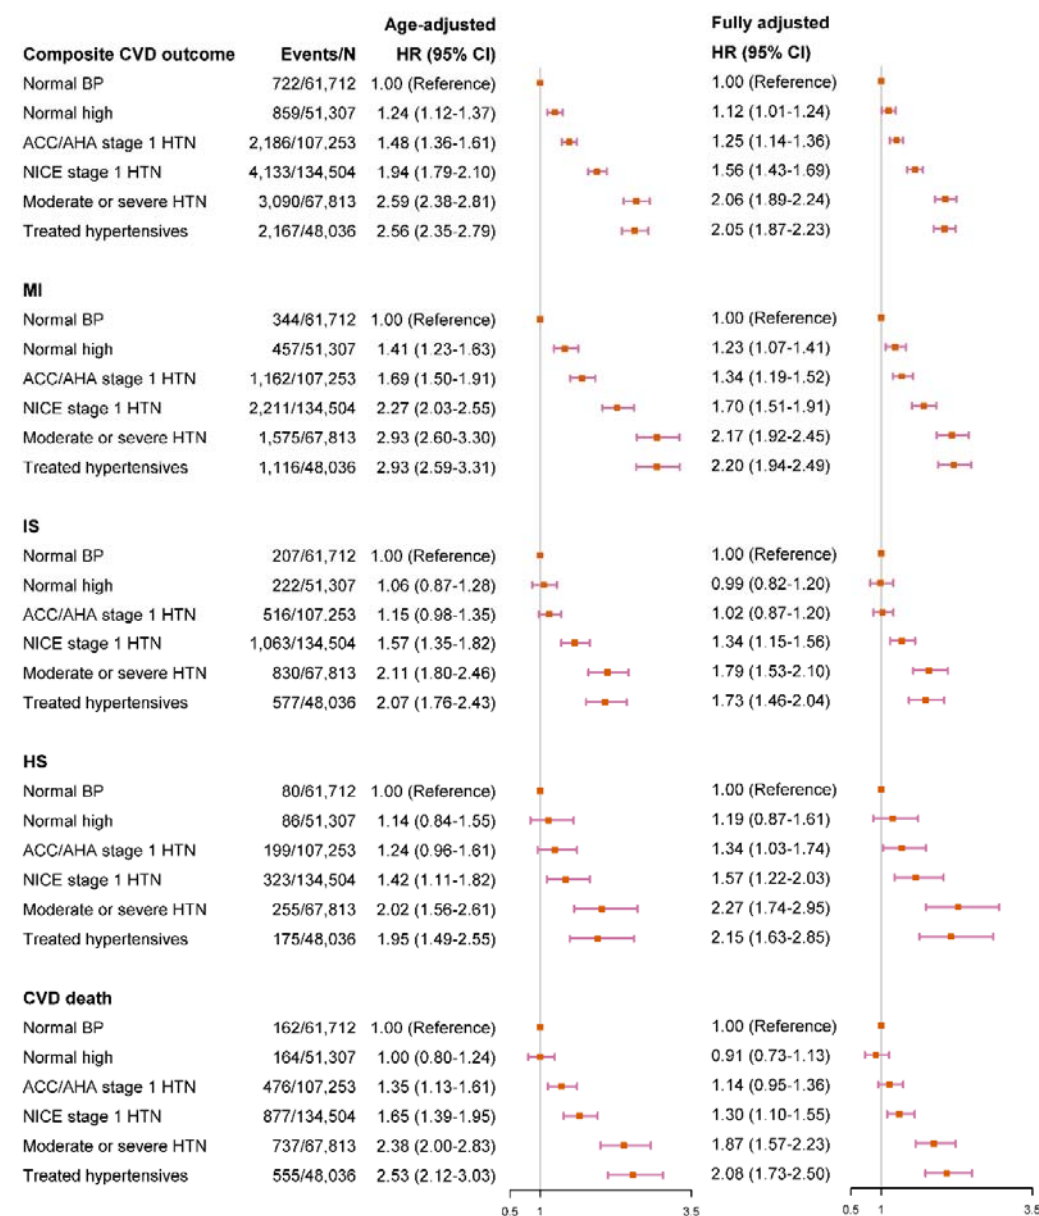 Age-adjusted Fully adjusted
Composite CVD outcome Events/N HR (95% CI) HR (95% CI)
Normal BP 722/61,712 1.00 (Reference) 1.00 (Reference)
Normal high 859/51,307 1.24 (1.12-1.37) 1.12 (1.01-1.24)
ACC/AHA stage 1 HTN 2,186/107,253 1.48 (1.36-1.61) 1.25 (1.14-1.36)
NICE stage 1 HTN 4,133/134,504 1.94 (1.79-2.10) 1.56 (1.43-1.69)
Moderate or severe HTN 3,090/67,813 2.59 (2.38-2.81) 2.06 (1.89-2.24)
Treated hypertensives 2,167/48,036 2.56 (2.35-2.79) 2.05 (1.87-2.23)
MI
Normal BP 344/61,712 1.00 (Reference) 1.00 (Reference)
Normal high 457/51,307 1.41 (1.23-1.63) 1.23 (1.07-1.41)
ACC/AHA stage 1 HTN 1,162/107,253 1.69 (1.50-1.91) 1.34 (1.19-1.52)
NICE stage 1 HTN 2,211/134,504 2.27 (2.03-2.55) 1.70 (1.51-1.91)
Moderate or severe HTN 1,575/67,813 2.93 (2.60-3.30) 2.17 (1.92-2.45)
Treated hypertensives 1,116/48,036 2.93 (2.59-3.31) 2.20 (1.94-2.49)
IS
Normal BP 207/61,712 1.00 (Reference) 1.00 (Reference)
Normal high 222/51,307 1.06 (0.87-1.28) 0.99 (0.82-1.20)
ACC/AHA stage 1 HTN 516/107,253 1.15 (0.98-1.35) 1.02 (0.87-1.20)
NICE stage 1 HTN 1,063/134,504 1.57 (1.35-1.82) 1.34 (1.15-1.56)
Moderate or severe HTN 830/67,813 2.11 (1.80-2.46) 1.79 (1.53-2.10)
Treated hypertensives 577/48,036 2.07 (1.76-2.43) 1.73 (1.46-2.04)
HS
Normal BP 80/61,712 1.00 (Reference) 1.00 (Reference)
Normal high 86/51,307 1.14 (0.84-1.55) 1.19 (0.87-1.61)
ACC/AHA stage 1 HTN 199/107,253 1.24 (0.96-1.61) 1.34 (1.03-1.74)
NICE stage 1 HTN 323/134,504 1.42 (1.11-1.82) 1.57 (1.22-2.03)
Moderate or severe HTN 255/67,813 2.02 (1.56-2.61) 2.27 (1.74-2.95)
Treated hypertensives 175/48,036 1.95 (1.49-2.55) 2.15 (1.63-2.85)
CVD death
Normal BP 162/61,712 1.00 (Reference) 1.00 (Reference)
Normal high 164/51,307 1.00 (0.80-1.24) 0.91 (0.73-1.13)
ACC/AHA stage 1 HTN 476/107,253 1.35 (1.13-1.61) 1.14 (0.95-1.36)
NICE stage 1 HTN 877/134,504 1.65 (1.39-1.95) 1.30 (1.10-1.55)
Moderate or severe HTN 737/67,813 2.38 (2.00-2.83) 1.87 (1.57-2.23)
Treated hypertensives 555/48,036 2.53 (2.12-3.03) 2.08 (1.73-2.50)
0.5 1 3.5 0.5 1 3.5